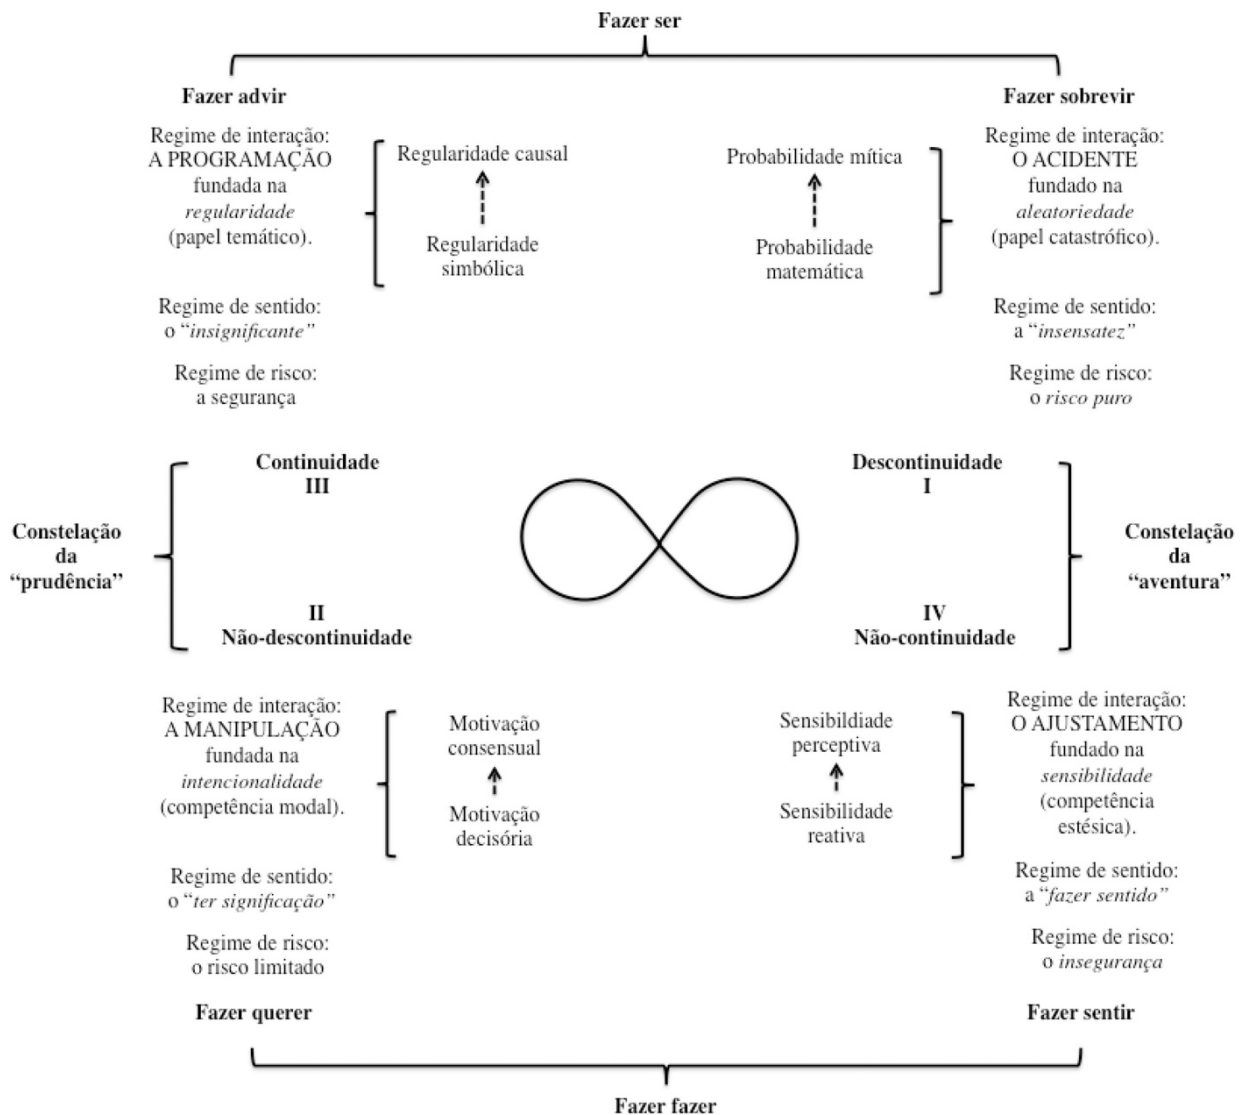 Fazer ser
Fazer advir
Regime de interação:
A PROGRAMAÇÃO
fundada na
regularidade
(papel temático).
Regularidade causal
Regularidade
simbólica
Regime de sentido:
o “insignificante”
Regime de risco:
a segurança
Fazer sobrevir
Probabilidade mítica
Probabilidade
matemática
Regime de interação:
O ACIDENTE
fundado na
aleatoriedade
(papel catastrófico).
Regime de sentido:
a “insensatez”
Regime de risco:
o risco puro
Constelação
da
“prudência”
Continuidade
III
II
Não-descontinuidade
Descontinuidade
I
IV
Não-continuidade
Constelação
da
“aventura”
Regime de interação:
A MANIPULAÇÃO
fundada na
intencionalidade
(competência modal).
Motivação
consensual
Motivação
decisória
Regime de sentido:
o “ter significação”
Regime de risco:
o risco limitado
Fazer querer
Sensibildiade
perceptiva
Sensibilidade
reativa
Regime de interação:
O AJUSTAMENTO
fundado na
sensibilidade
(competência
estésica).
Regime de sentido:
a “fazer sentido”
Regime de risco:
o insegurança
Fazer sentir
Fazer fazer